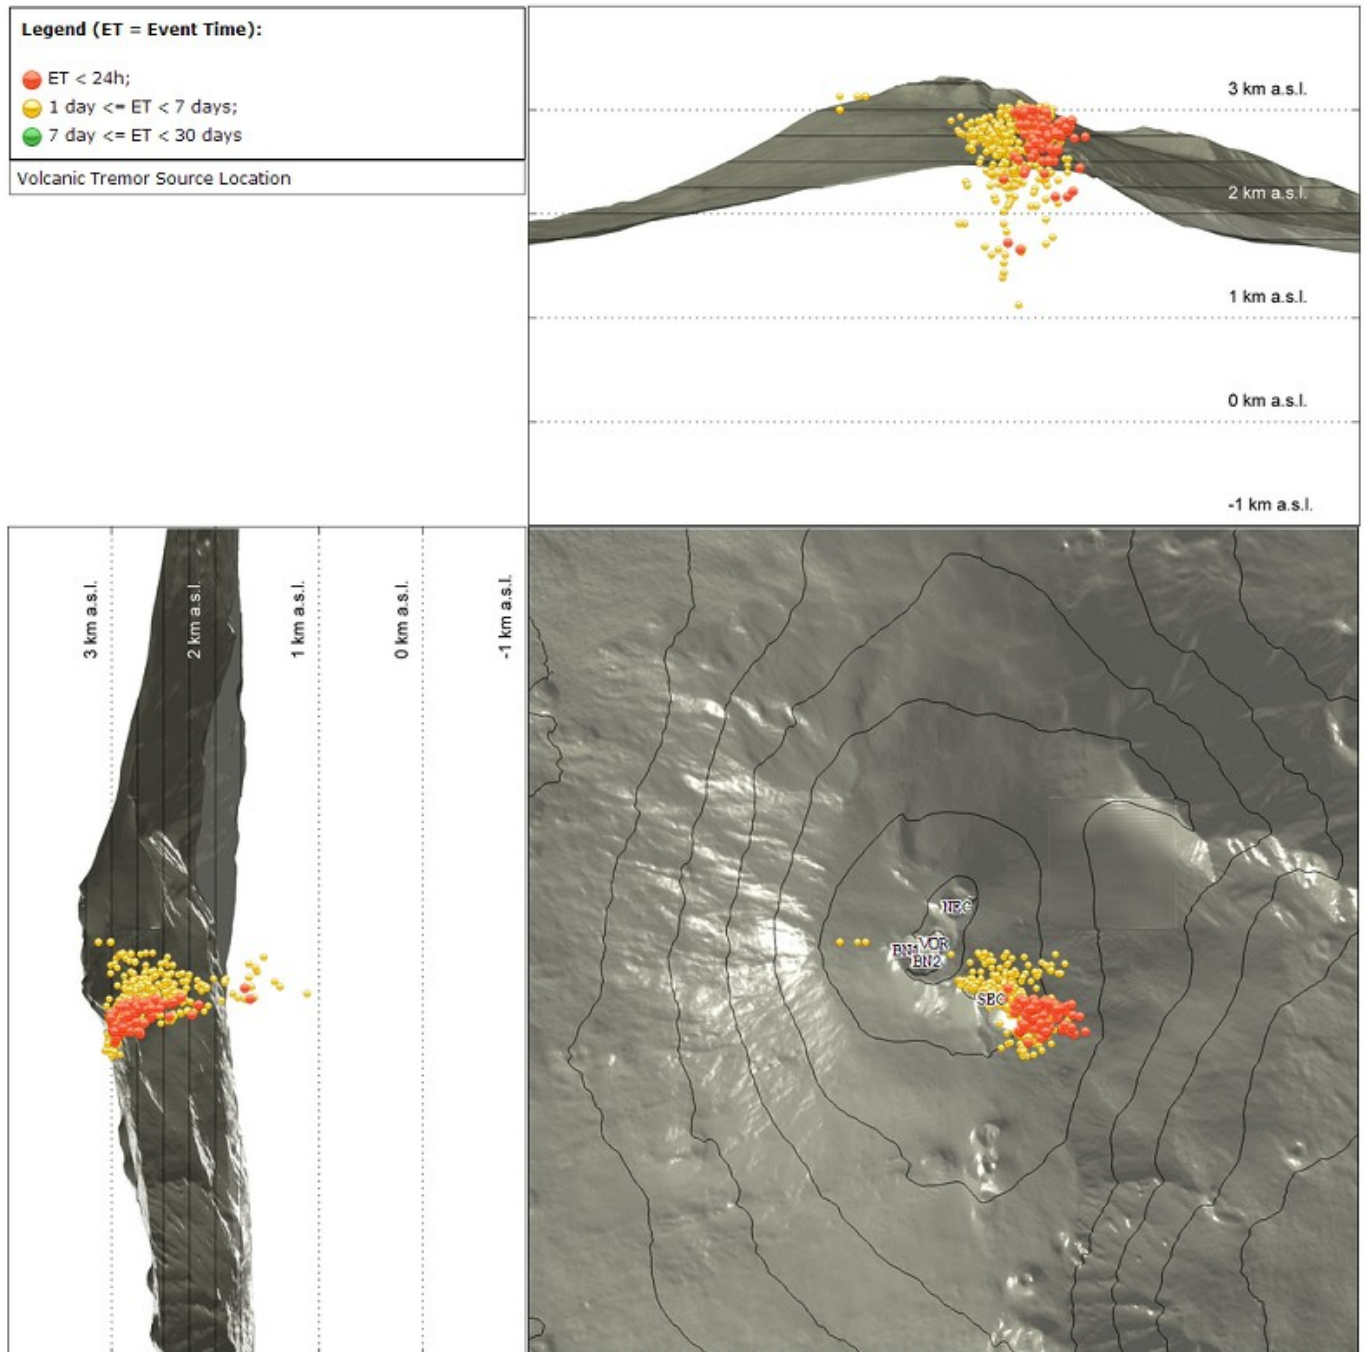 Legend (ET = Event Time):
ET < 24h;
1 day <= ET < 7 days;
7 day <= ET < 30 days
Volcanic Tremor Source Location
3 km a.s.l.
2 km a.s.l.
1 km a.s.l.
0 km a.s.l.
-1 km a.s.l.
3 km a.s.l.
2 km a.s.l.
1 km a.s.l.
0 km a.s.l.
-1 km a.s.l.
NEC
VOR
BN2
SEC